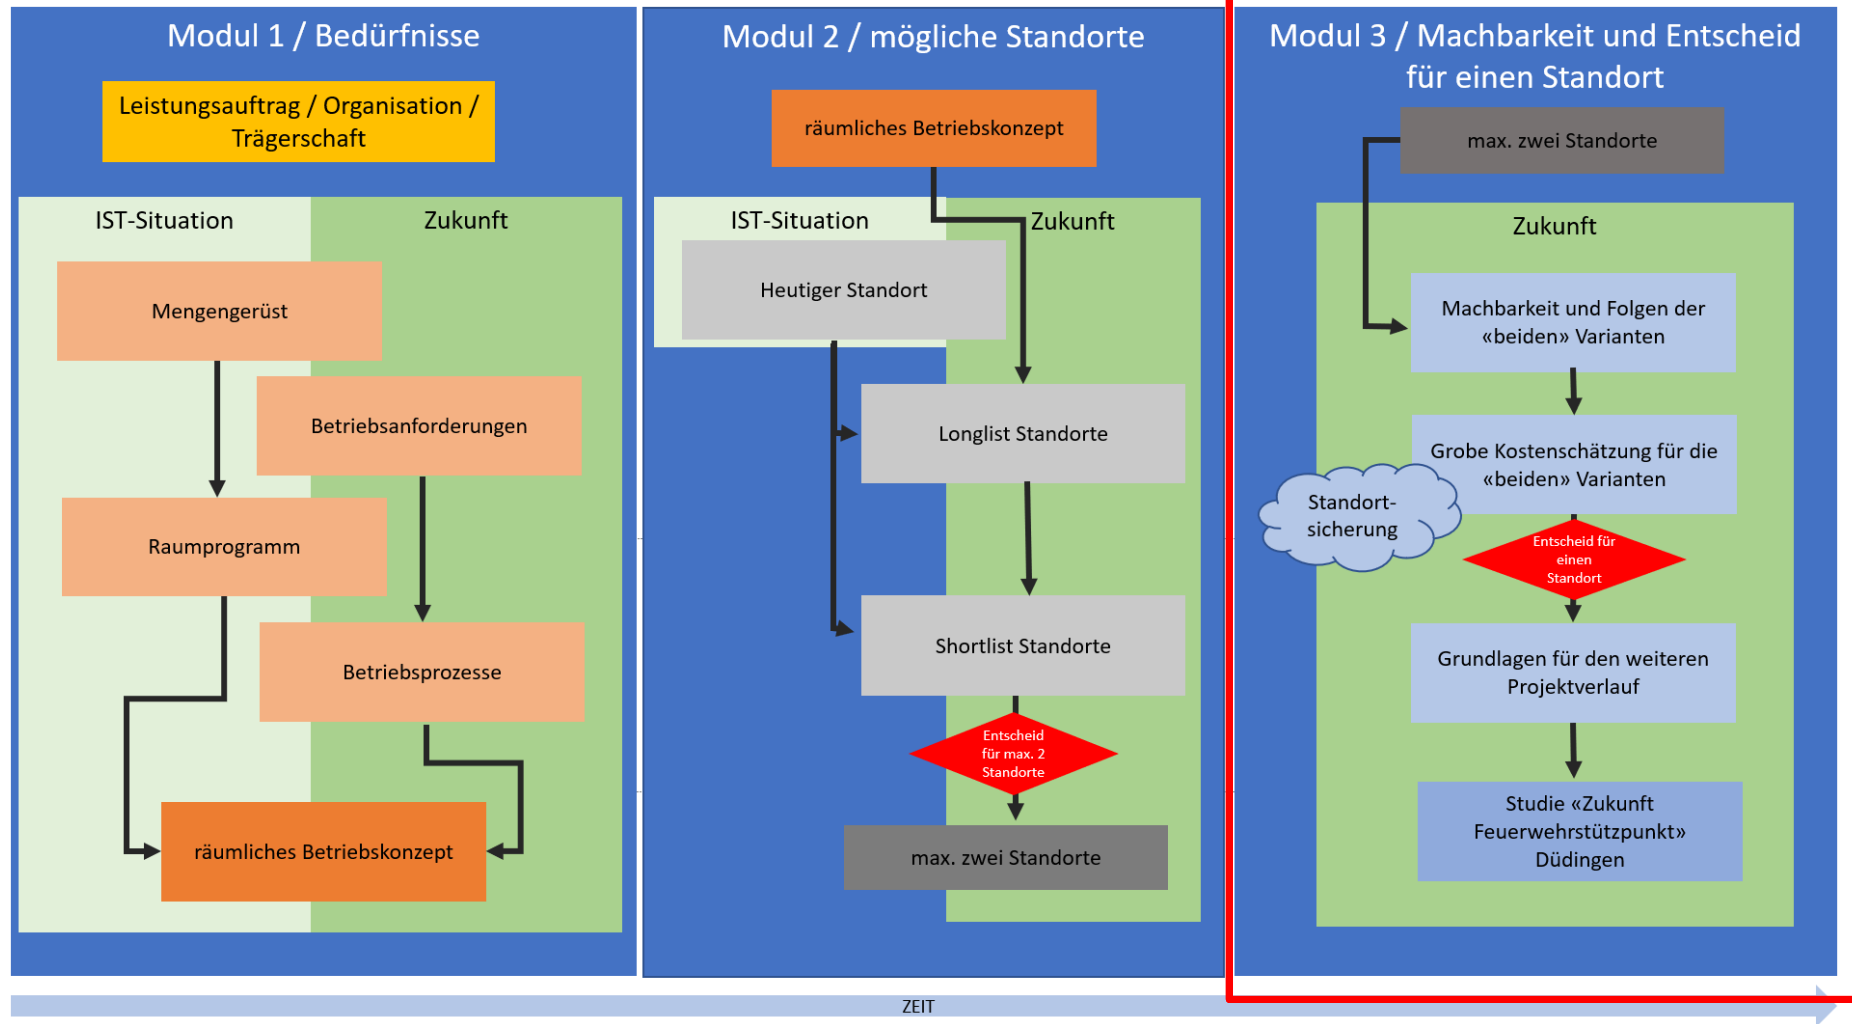 Modul 1 / Bedürfnisse
Leistungsauftrag / Organisation /
Trägerschaft
IST-Situation
Zukunft
Mengengerüst
Betriebsanforderungen
Raumprogramm
Betriebsprozesse
räumliches Betriebskonzept
Modul 2 / mögliche Standorte
räumliches Betriebskonzept
IST-Situation
Zukunft
Heutiger Standort
Longlist Standorte
Shortlist Standorte
Entscheid
für max. 2
Standorte
max. zwei Standorte
Modul 3 / Machbarkeit und Entscheid
für einen Standort
max. zwei Standorte
Zukunft
Machbarkeit und Folgen der
«beiden» Varianten
Grobe Kostenschätzung für die
«beiden» Varianten
Standort-
sicherung
Entscheid für
einen
Standort
Grundlagen für den weiteren
Projektverlauf
Studie «Zukunft
Feuerwehrstützpunkt»
Düdingen
ZEIT